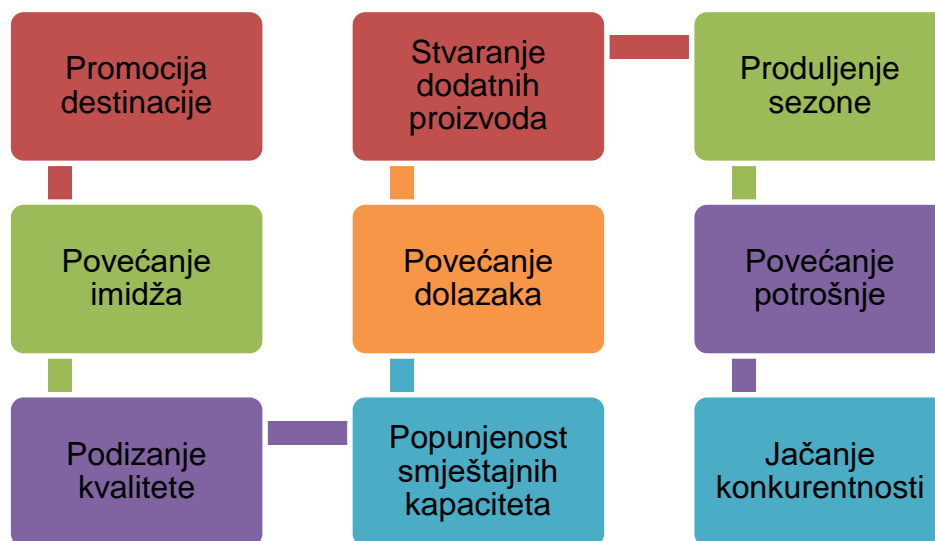 Promocija
destinacije
Povećanje
imidža
Podizanje
kvalitete
Popunjenost
smještajnih
kapaciteta
Povećanje
dolazaka
Stvaranje
dodatnih
proizvoda
Produljenje
sezone
Povećanje
potrošnje
Jačanje
konkurentnosti